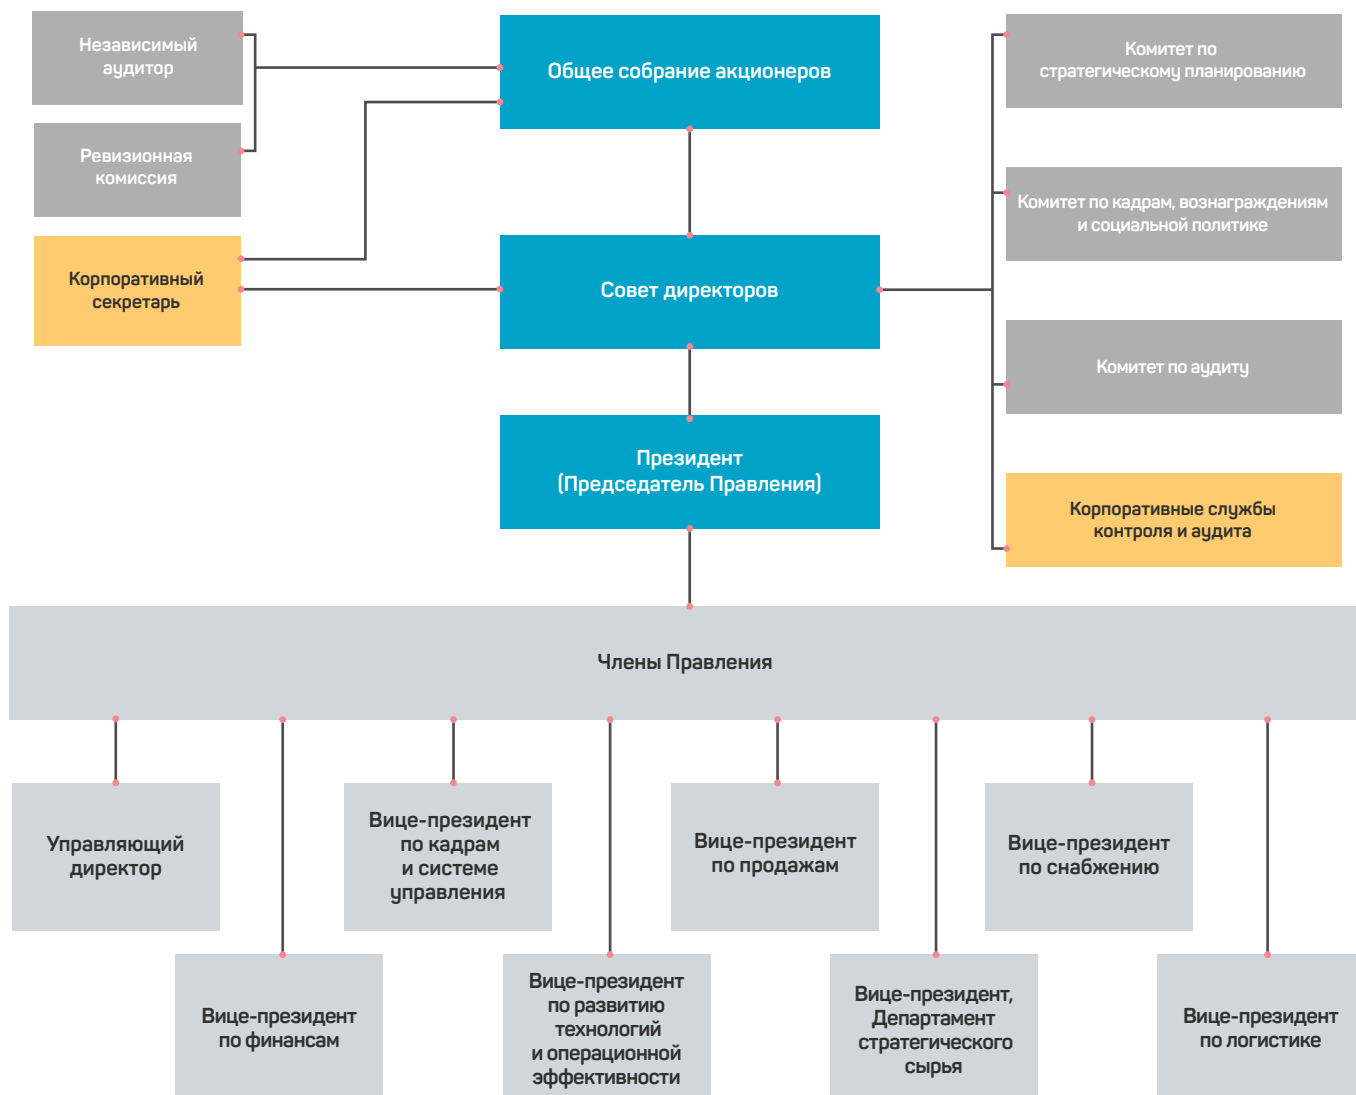 Независимый
аудитор
Общее собрание акционеров
Комитет по
стратегическому планированию
Ревизионная
комиссия
Комитет по кадрам, вознаграждениям
и социальной политике
Корпоративный
секретарь
Совет директоров
Комитет по аудиту
Президент
(Председатель Правления)
Корпоративные службы
контроля и аудита
Члены Правления
Управляющий
директор
Вице-президент
по кадрам
и системе
управления
Вице-президент
по продажам
Вице-президент
по снабжению
Вице-президент
по финансам
Вице-президент
по развитию
технологий
и операционной
эффективности
Вице-президент,
Департамент
стратегического
сырья
Вице-президент
по логистике